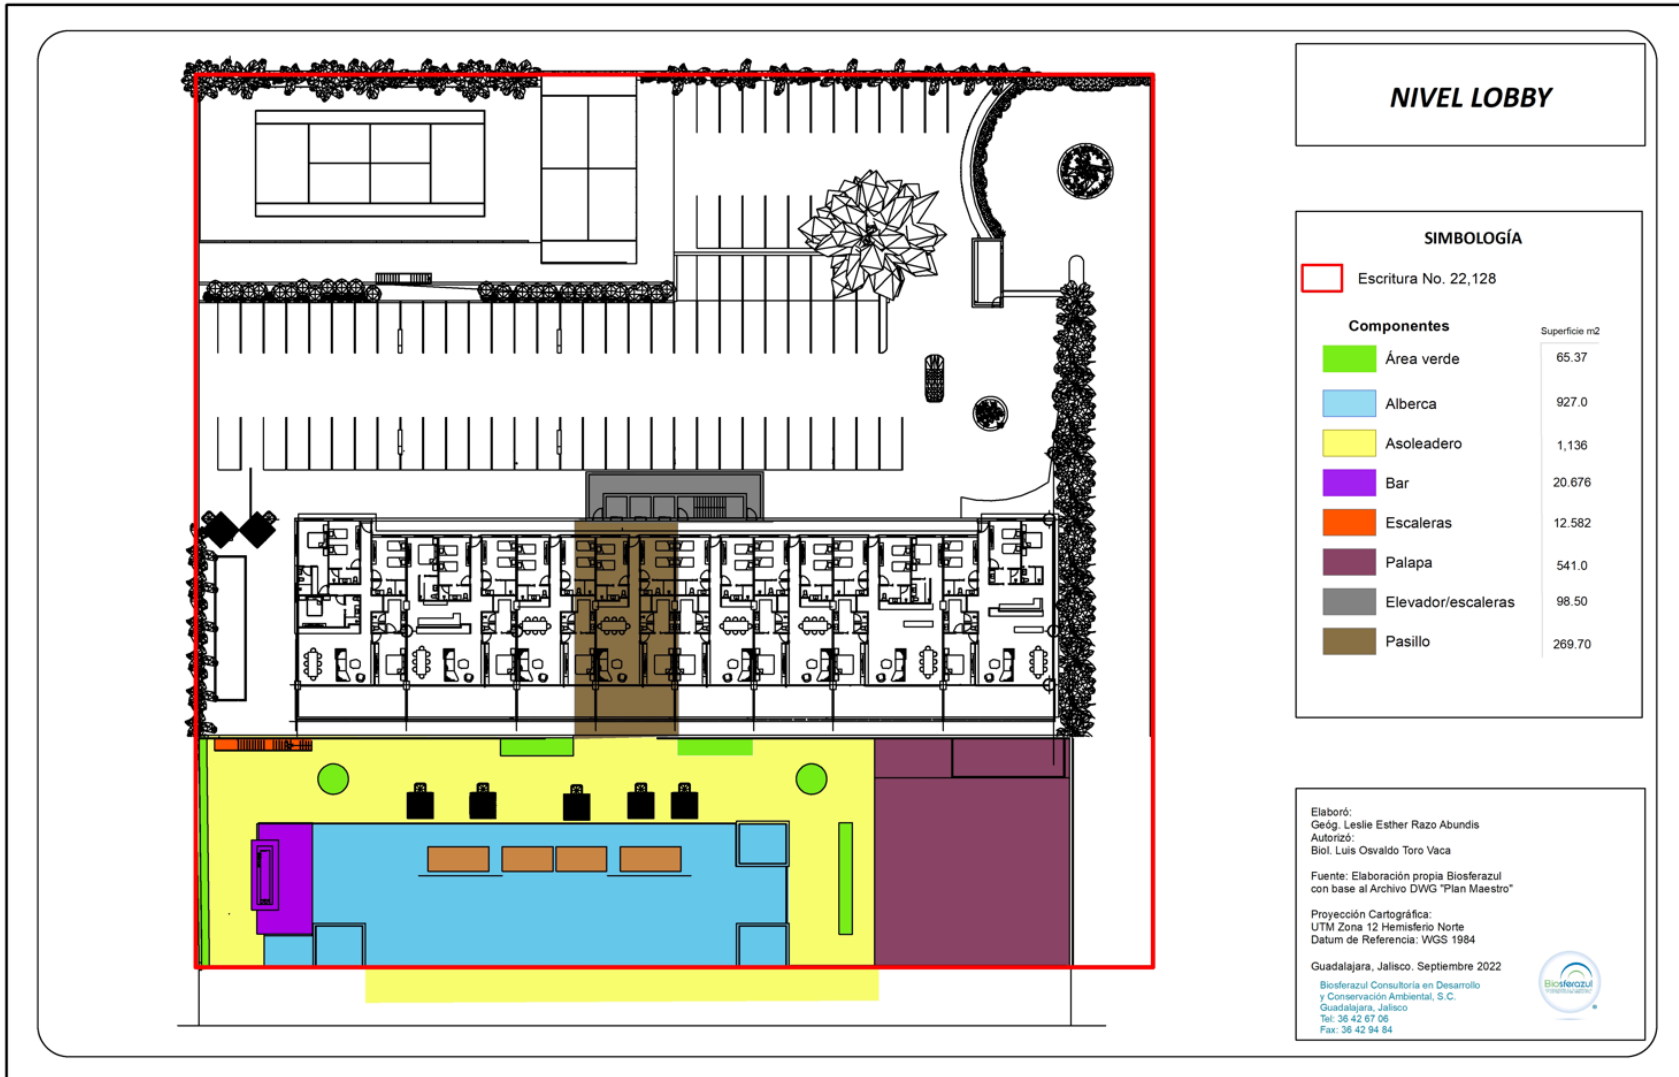 NIVEL LOBBY
SIMBOLOGÍA
Escritura No. 22,128
Componentes
Superficie m2
Área verde 65.37
Alberca 927.0
Asoleadero 1,136
Bar 20.676
Escaleras 12.582
Palapa 541.0
Elevador/escaleras 98.50
Pasillo 269.70
Elaboró:
Geóg. Leslie Esther Razo Abundis
Autorizó:
Biol. Luis Osvaldo Toro Vaca
Fuente: Elaboración propia Biosferazul
con base al Archivo DWG "Plan Maestro"
Proyección Cartográfica:
UTM Zona 12 Hemisferio Norte
Datum de Referencia: WGS 1984
Guadalajara, Jalisco. Septiembre 2022
Biosferazul Consultoría en Desarrollo
y Conservación Ambiental, S.C.
Guadalajara, Jalisco
Tel: 36 42 67 06
Fax: 36 42 94 84
Biosferazul